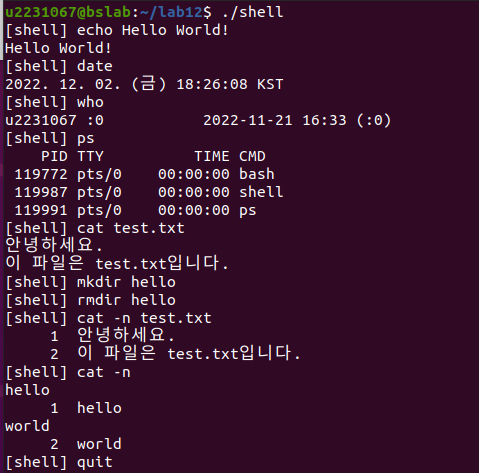 u2231067@bslab:~/lab12$ ./shell
[shell] echo Hello World!
Hello World!
[shell] date
2022. 12. 02. (금) 18:26:08 KST
[shell] who
u2231067 :0           2022-11-21 16:33 (:0)
[shell] ps
    PID TTY          TIME CMD
 119772 pts/0    00:00:00 bash
 119987 pts/0    00:00:00 shell
 119991 pts/0    00:00:00 ps
[shell] cat test.txt
안녕하세요.
이 파일은 test.txt입니다.
[shell] mkdir hello
[shell] rmdir hello
[shell] cat -n test.txt
     1  안녕하세요.
     2  이 파일은 test.txt입니다.
[shell] cat -n
hello
     1  hello
world
     2  world
[shell] quit